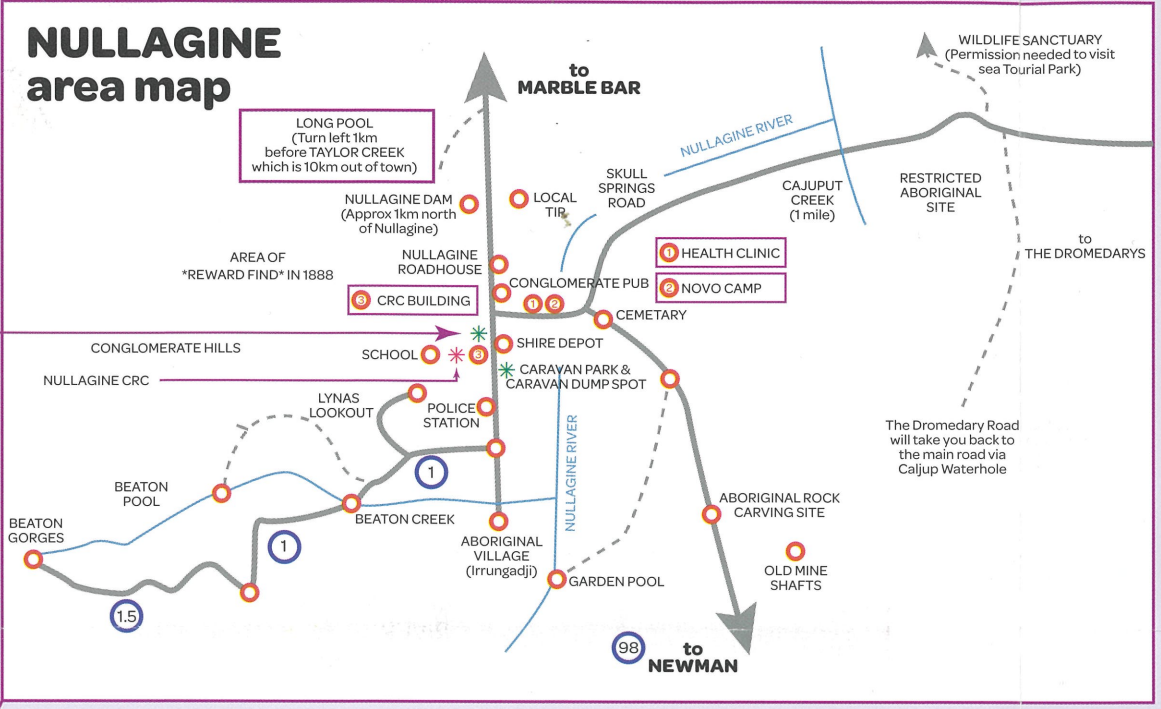 NULLAGINE
area map
to
MARBLE BAR
WILDLIFE SANCTUARY
(Permission needed to visit
sea Tourial Park)
LONG POOL
(Turn left 1km
before TAYLOR CREEK
which is 10km out of town)
NULLAGINE RIVER
SKULL
SPRINGS
ROAD
CAJUPUT
CREEK
(1 mile)
RESTRICTED
ABORIGINAL
SITE
NULLAGINE DAM
(Approx 1km north
of Nullagine)
LOCAL
TIP
to
THE DROMEDARYS
AREA OF
*REWARD FIND* IN 1888
NULLAGINE
ROADHOUSE
1 HEALTH CLINIC
CONGLOMERATE PUB
2 NOVO CAMP
3 CRC BUILDING
1 2
CEMETARY
CONGLOMERATE HILLS
SHIRE DEPOT
SCHOOL
3
NULLAGINE CRC
CARAVAN PARK &
CARAVAN DUMP SPOT
LYNAS
LOOKOUT
POLICE
STATION
NULLAGINE RIVER
The Dromedary Road
will take you back to
the main road via
Caljup Waterhole
1
BEATON
POOL
BEATON CREEK
ABORIGINAL ROCK
CARVING SITE
BEATON
GORGES
1
ABORIGINAL
VILLAGE
(Irrungadji)
GARDEN POOL
OLD MINE
SHAFTS
1.5
98
to
NEWMAN